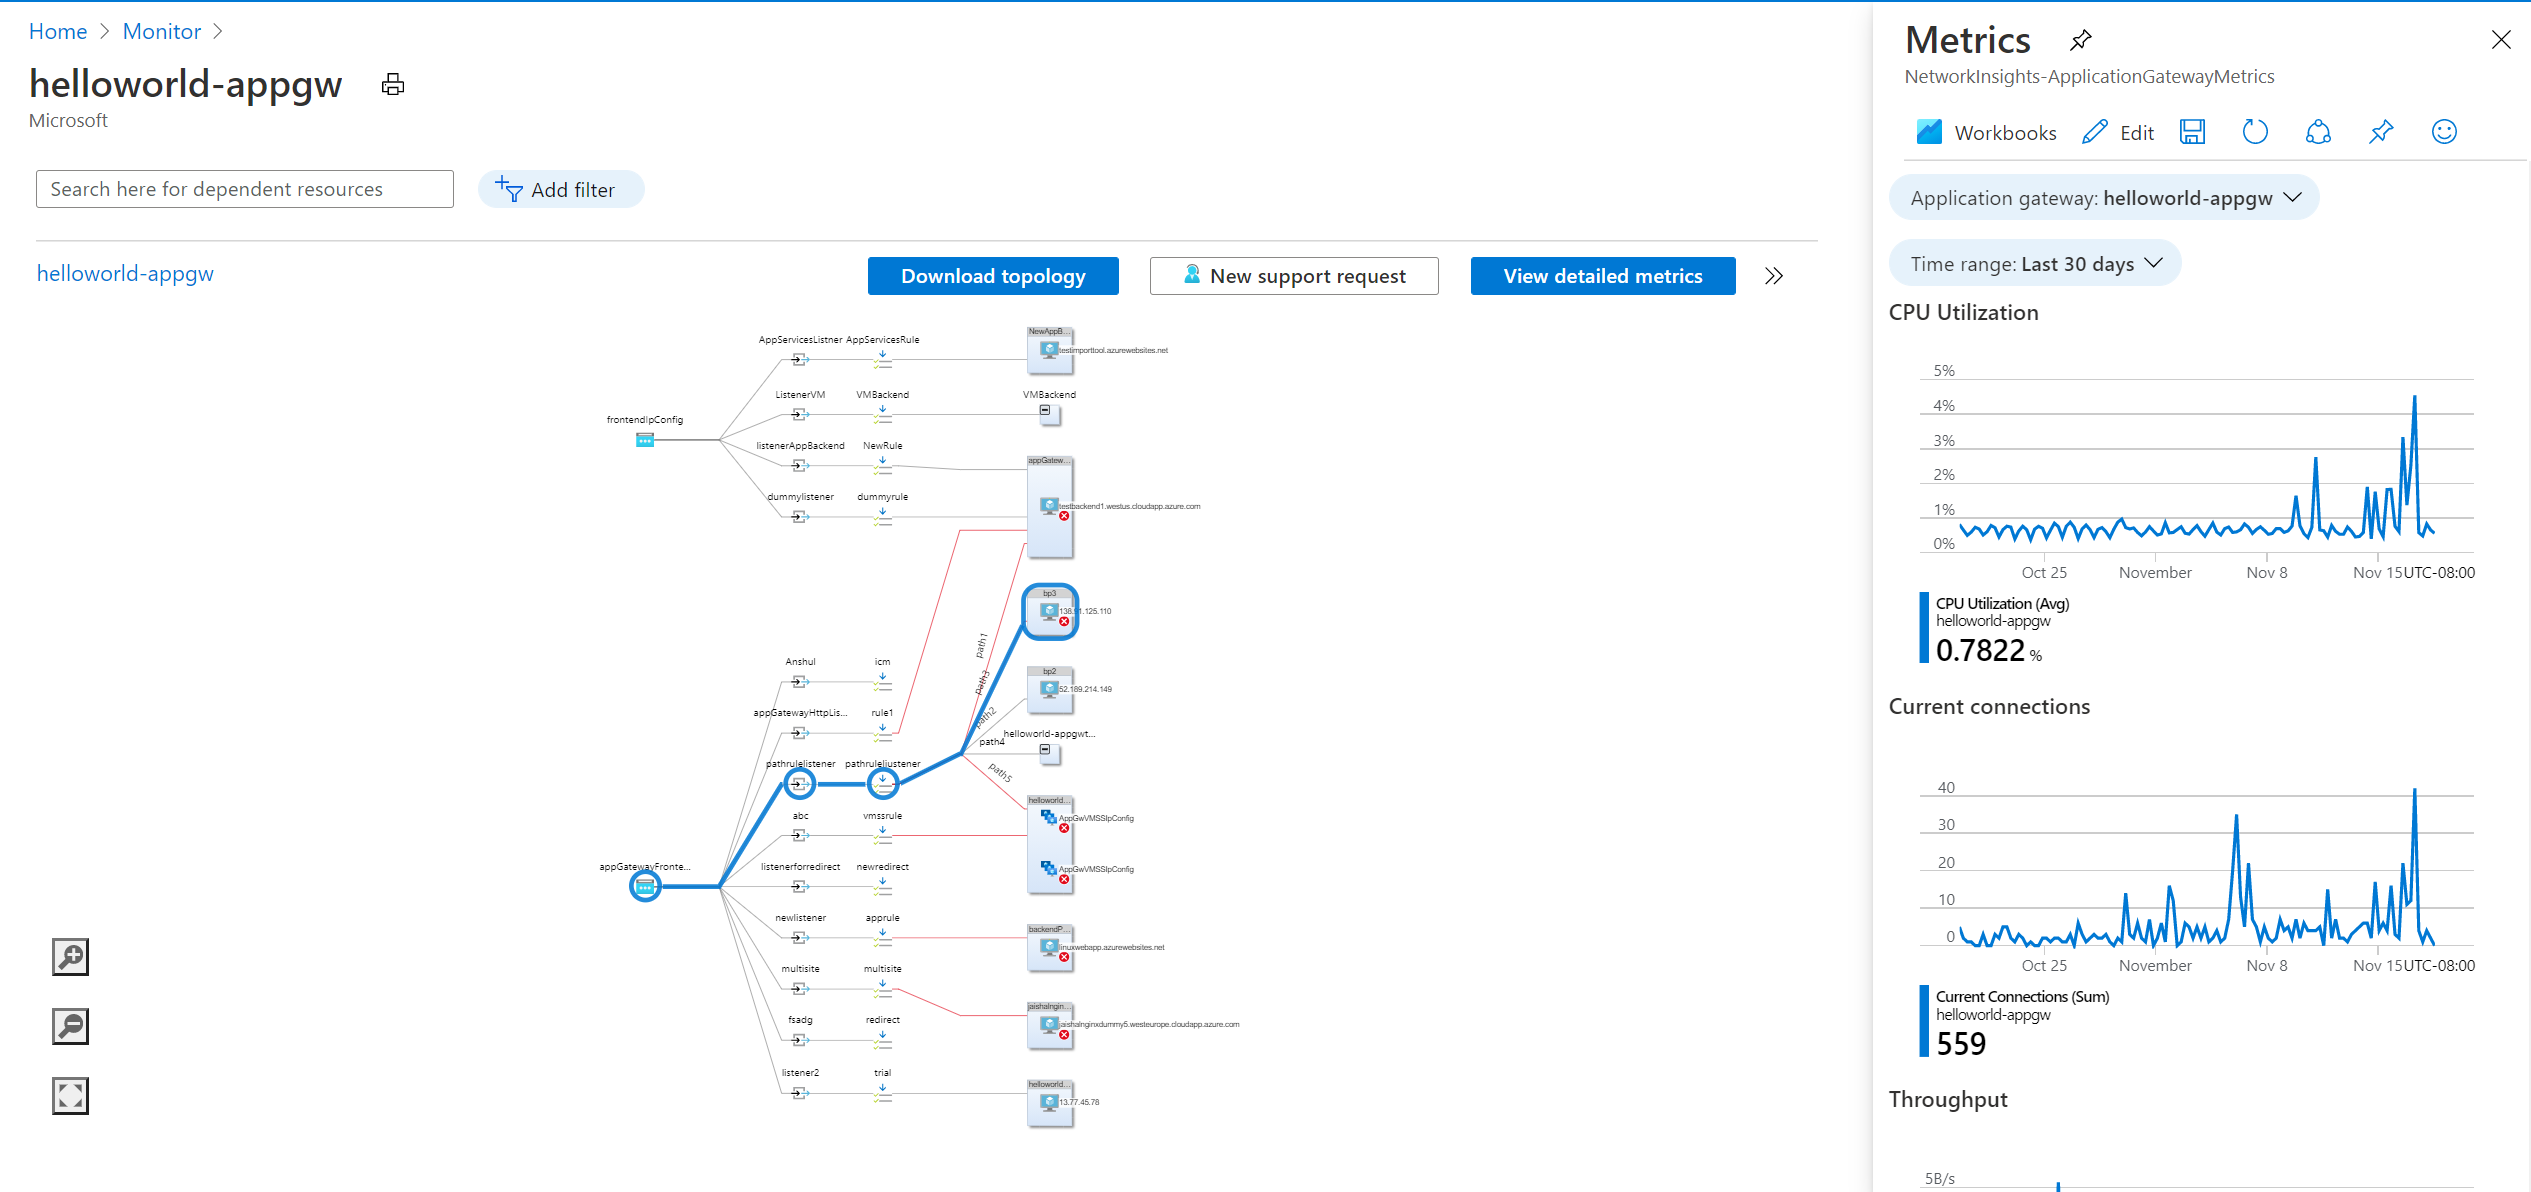 Home > Monitor >
helloworld-appgw
Microsoft
Search here for dependent resources
Add filter
helloworld-appgw
Download topology
New support request
View detailed metrics
AppServicesListner
AppServicesRule
NewAppB...
testimporttool.azurewebsites.net
ListenerVM
VMBackend
VMBackend
frontendIpConfig
listenerAppBackend
NewRule
appGatew...
dummylistener
dummyrule
testbackend1.westus.cloudapp.azure.com
bp3
138.91.125.110
path1
Anshul
icm
path3
bp2
52.189.214.149
appGatewayHttpLis...
rule1
path2
path4
helloworld-appgwt...
pathrulelistener
pathruleliustener
path5
helloworld...
abc
vmssrule
AppGwVMSSIpConfig
appGatewayFronte...
listenerforredirect
newredirect
AppGwVMSSIpConfig
newlistener
apprule
backendP...
linuxwebapp.azurewebsites.net
multisite
multisite
jaishalngin...
fsadg
redirect
jaishalnginxdummy5.westeurope.cloudapp.azure.com
listener2
trial
helloworld...
13.77.45.78
Metrics
NetworkInsights-ApplicationGatewayMetrics
Workbooks
Edit
Application gateway: helloworld-appgw
Time range: Last 30 days
CPU Utilization
5%
4%
3%
2%
1%
0%
Oct 25
November
Nov 8
Nov 15
UTC-08:00
CPU Utilization (Avg)
helloworld-appgw
0.7822 %
Current connections
40
30
20
10
0
Oct 25
November
Nov 8
Nov 15
UTC-08:00
Current Connections (Sum)
helloworld-appgw
559
Throughput
5B/s